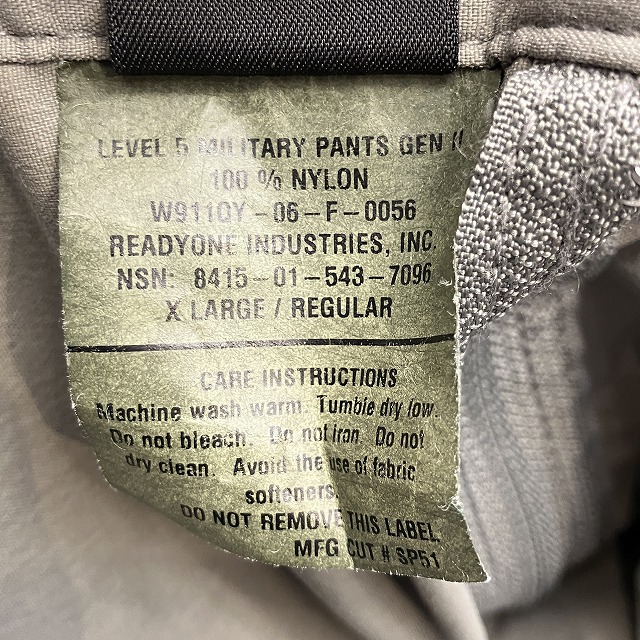 LEVEL 5 MILITARY PANTS GEN II
100 % NYLON
W911QY-06-F-0056
READYONE INDUSTRIES, INC.
NSN: 8415-01-543-7096
X LARGE / REGULAR
CARE INSTRUCTIONS
Machine wash warm. Tumble dry low.
Do not bleach. Do not iron. Do not
dry clean. Avoid the use of fabric
softeners.
DO NOT REMOVE THIS LABEL.
MFG CUT # SP51